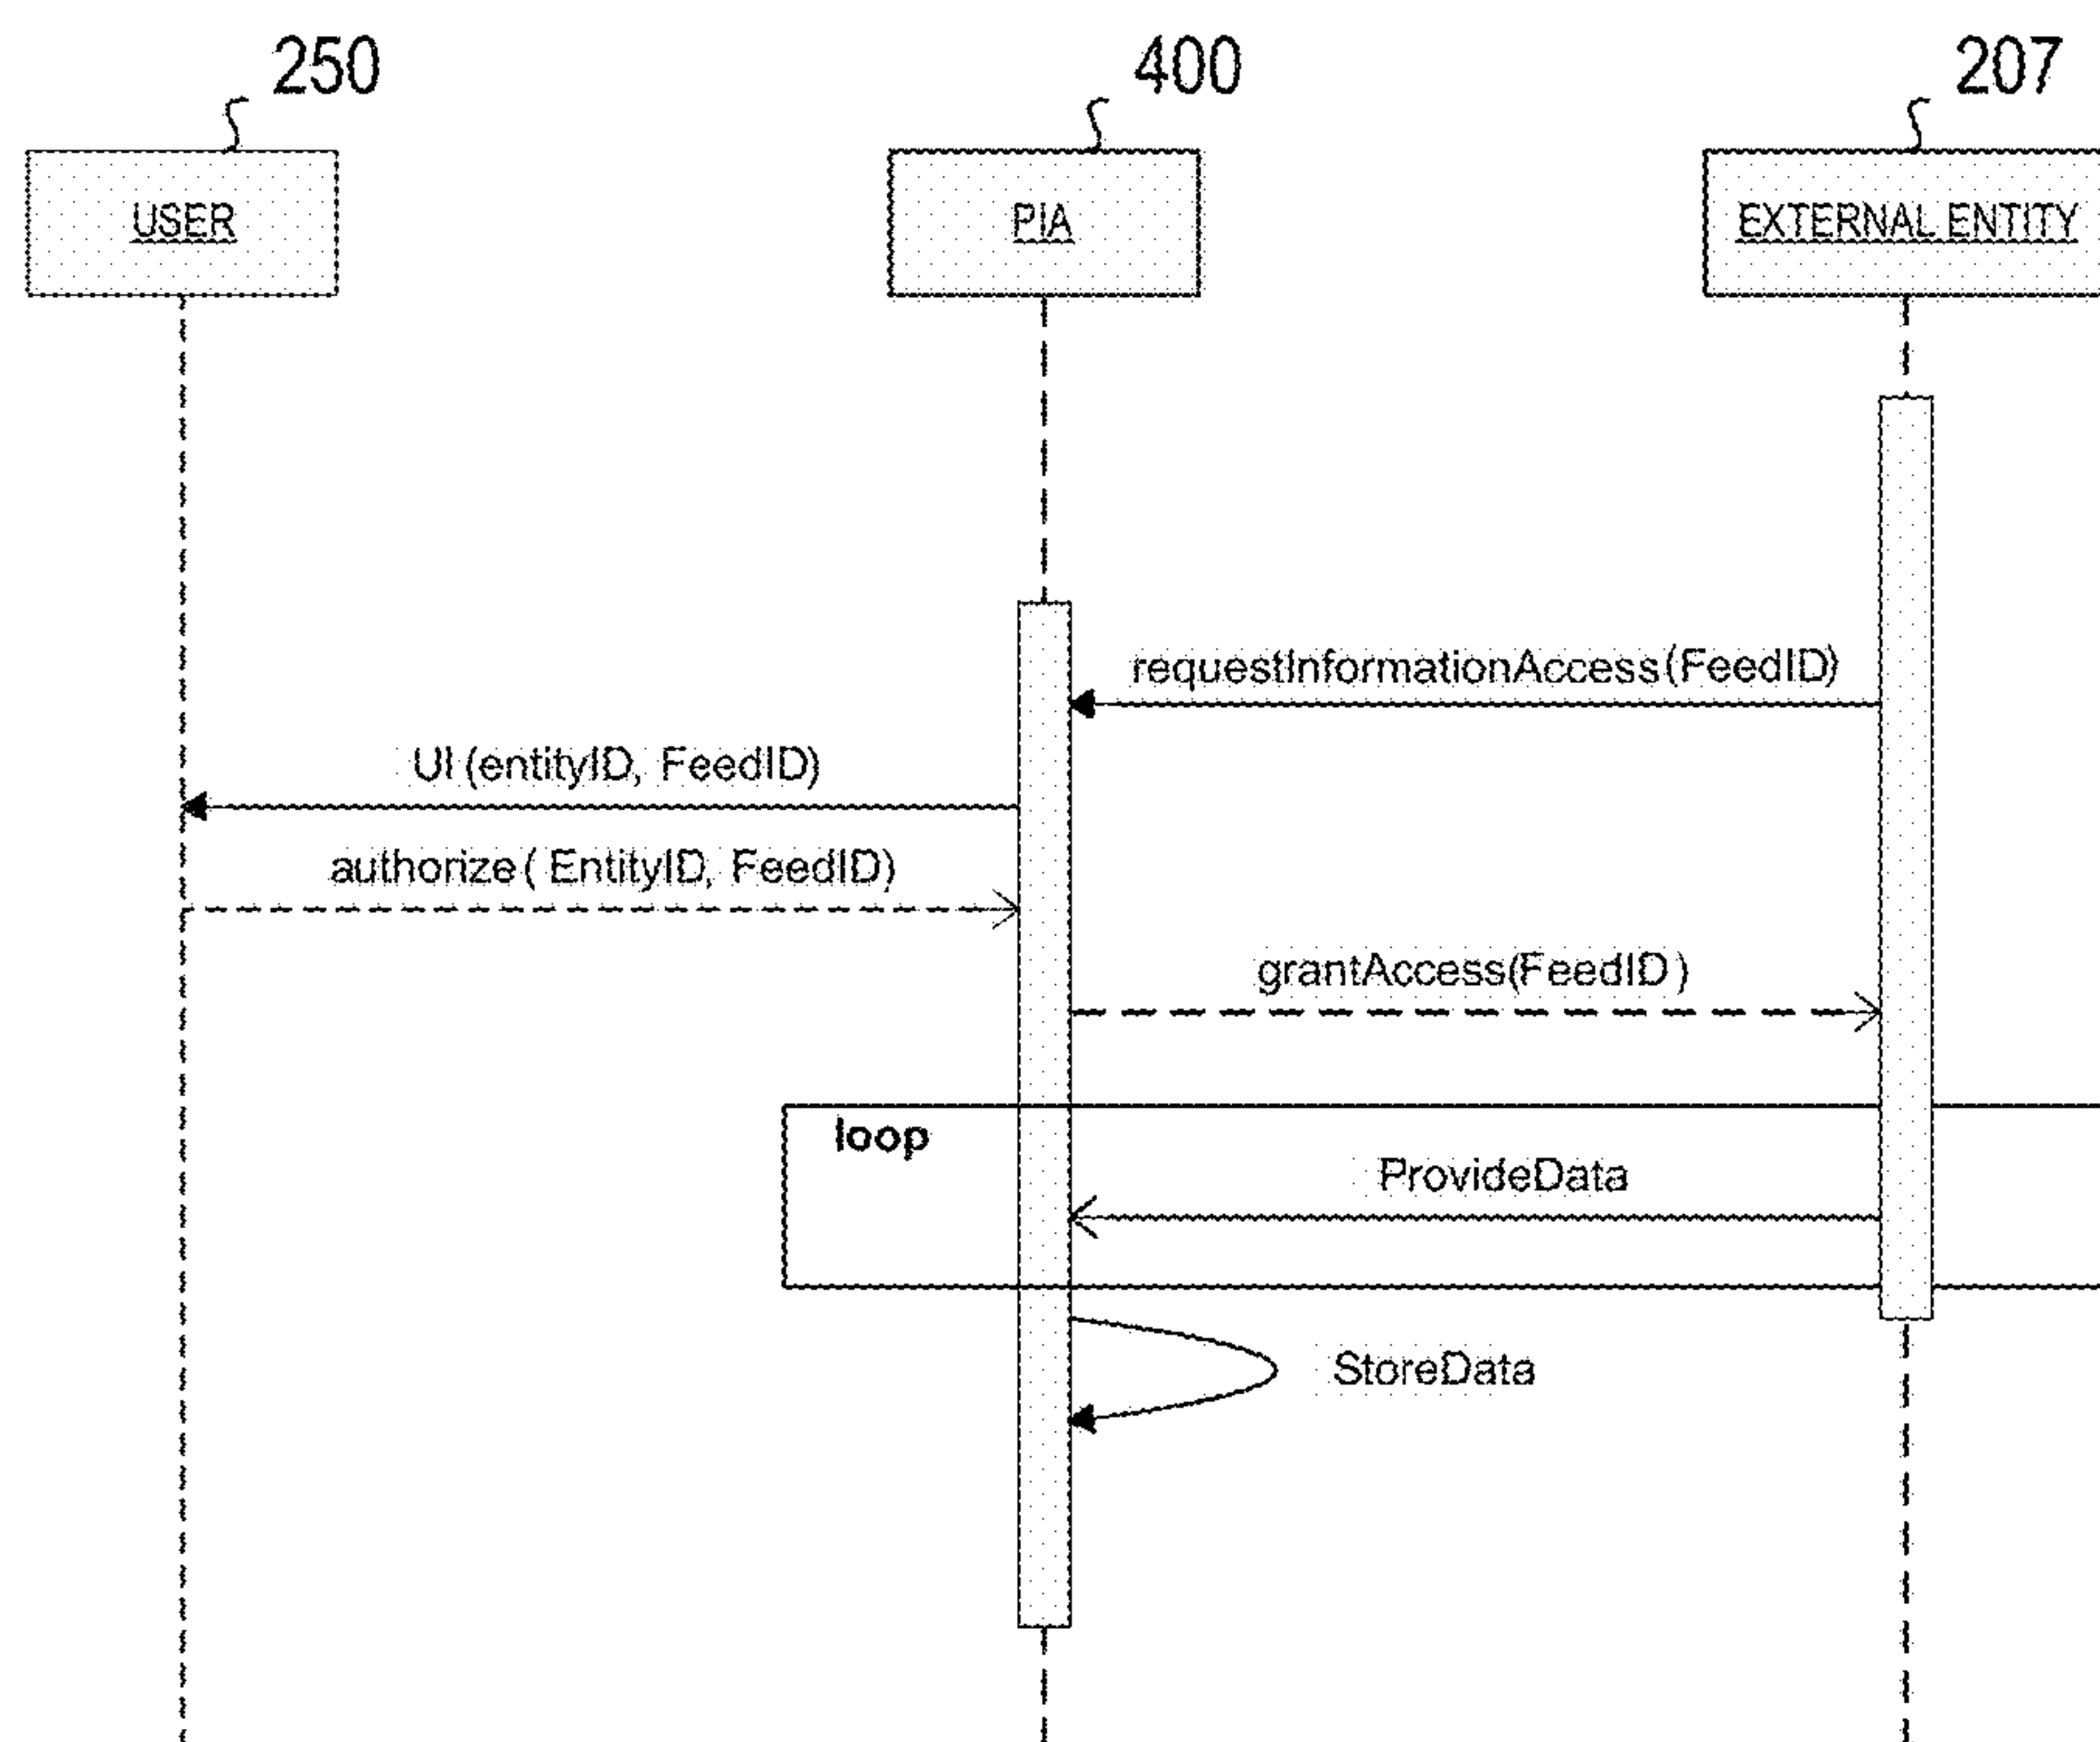 250
400
207
USER
PIA
EXTERNAL ENTITY
requestInformationAccess(FeedID)
UI (entityID, FeedID)
authorize( EntityID, FeedID)
grantAccess(FeedID )
loop
ProvideData
StoreData